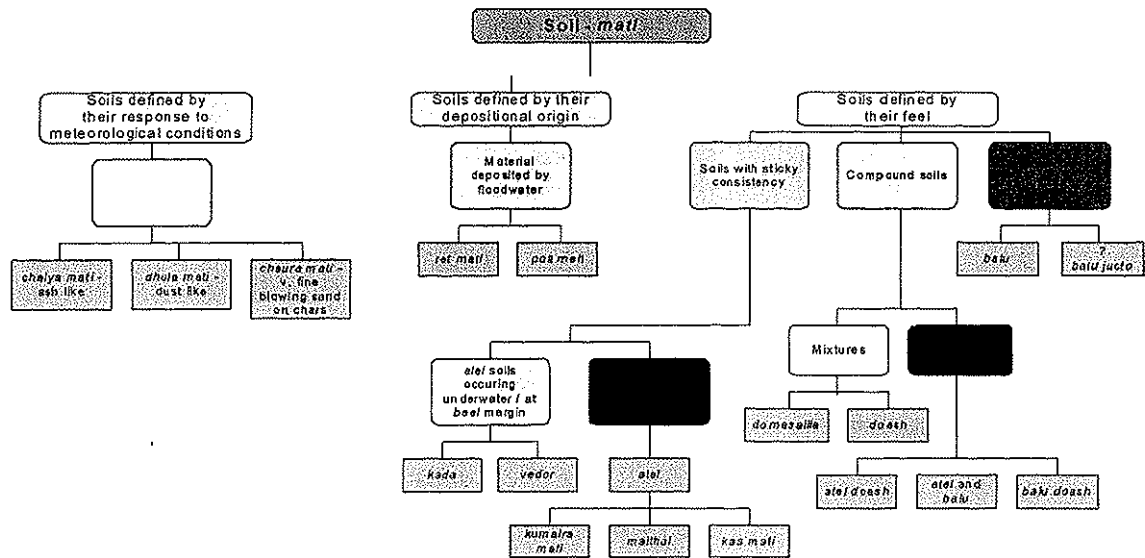 Soil - mati
Soils defined by
their response to
meteorological conditions
Soils defined by their
depositional origin
Soils defined by
their feel
Material
deposited by
floodwater
Soils with sticky
consistency
Compound soils
ret mati
poa mati
balu
?
balu jucto
chaiya mati -
ash like
dhula mati -
dust like
chaura mati -
v. fine
blowing sand
on chars
atel soils
occuring
underwater / at
beel margin
Mixtures
domasalla
doash
kada
vedor
atel
atel doash
atel and
balu
balu doash
kumaira
mati
maithal
kas mati